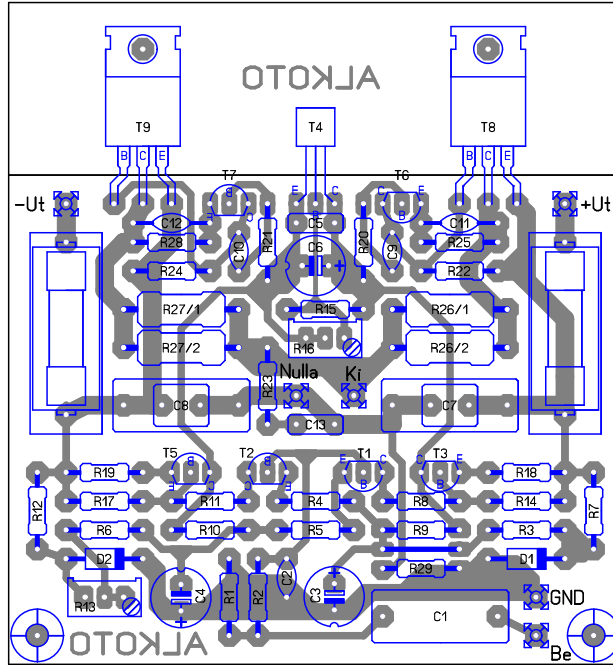 ALKOTO
T9
T4
T8
B C E
B C E
T7
T6
-Ut
E B C
+Ut
B
C E
B
C E
C12
C5
C11
R28
R21
C10
C6
R20
C9
R25
R24
+
R22
R27/1
R15
R26/1
R27/2
R16
R26/2
R23
Nulla
Ki
C8
C7
C13
T5
T2
T1
T3
B
C E
B
C E
E C
B
C E
B
R19
R18
R12
R17
R11
R4
R8
R14
R7
R6
R10
R5
R9
R3
D2
C2
+
R29
D1
R13
C4
R1
R2
C3
GND
+
C1
ALKOTO
Be